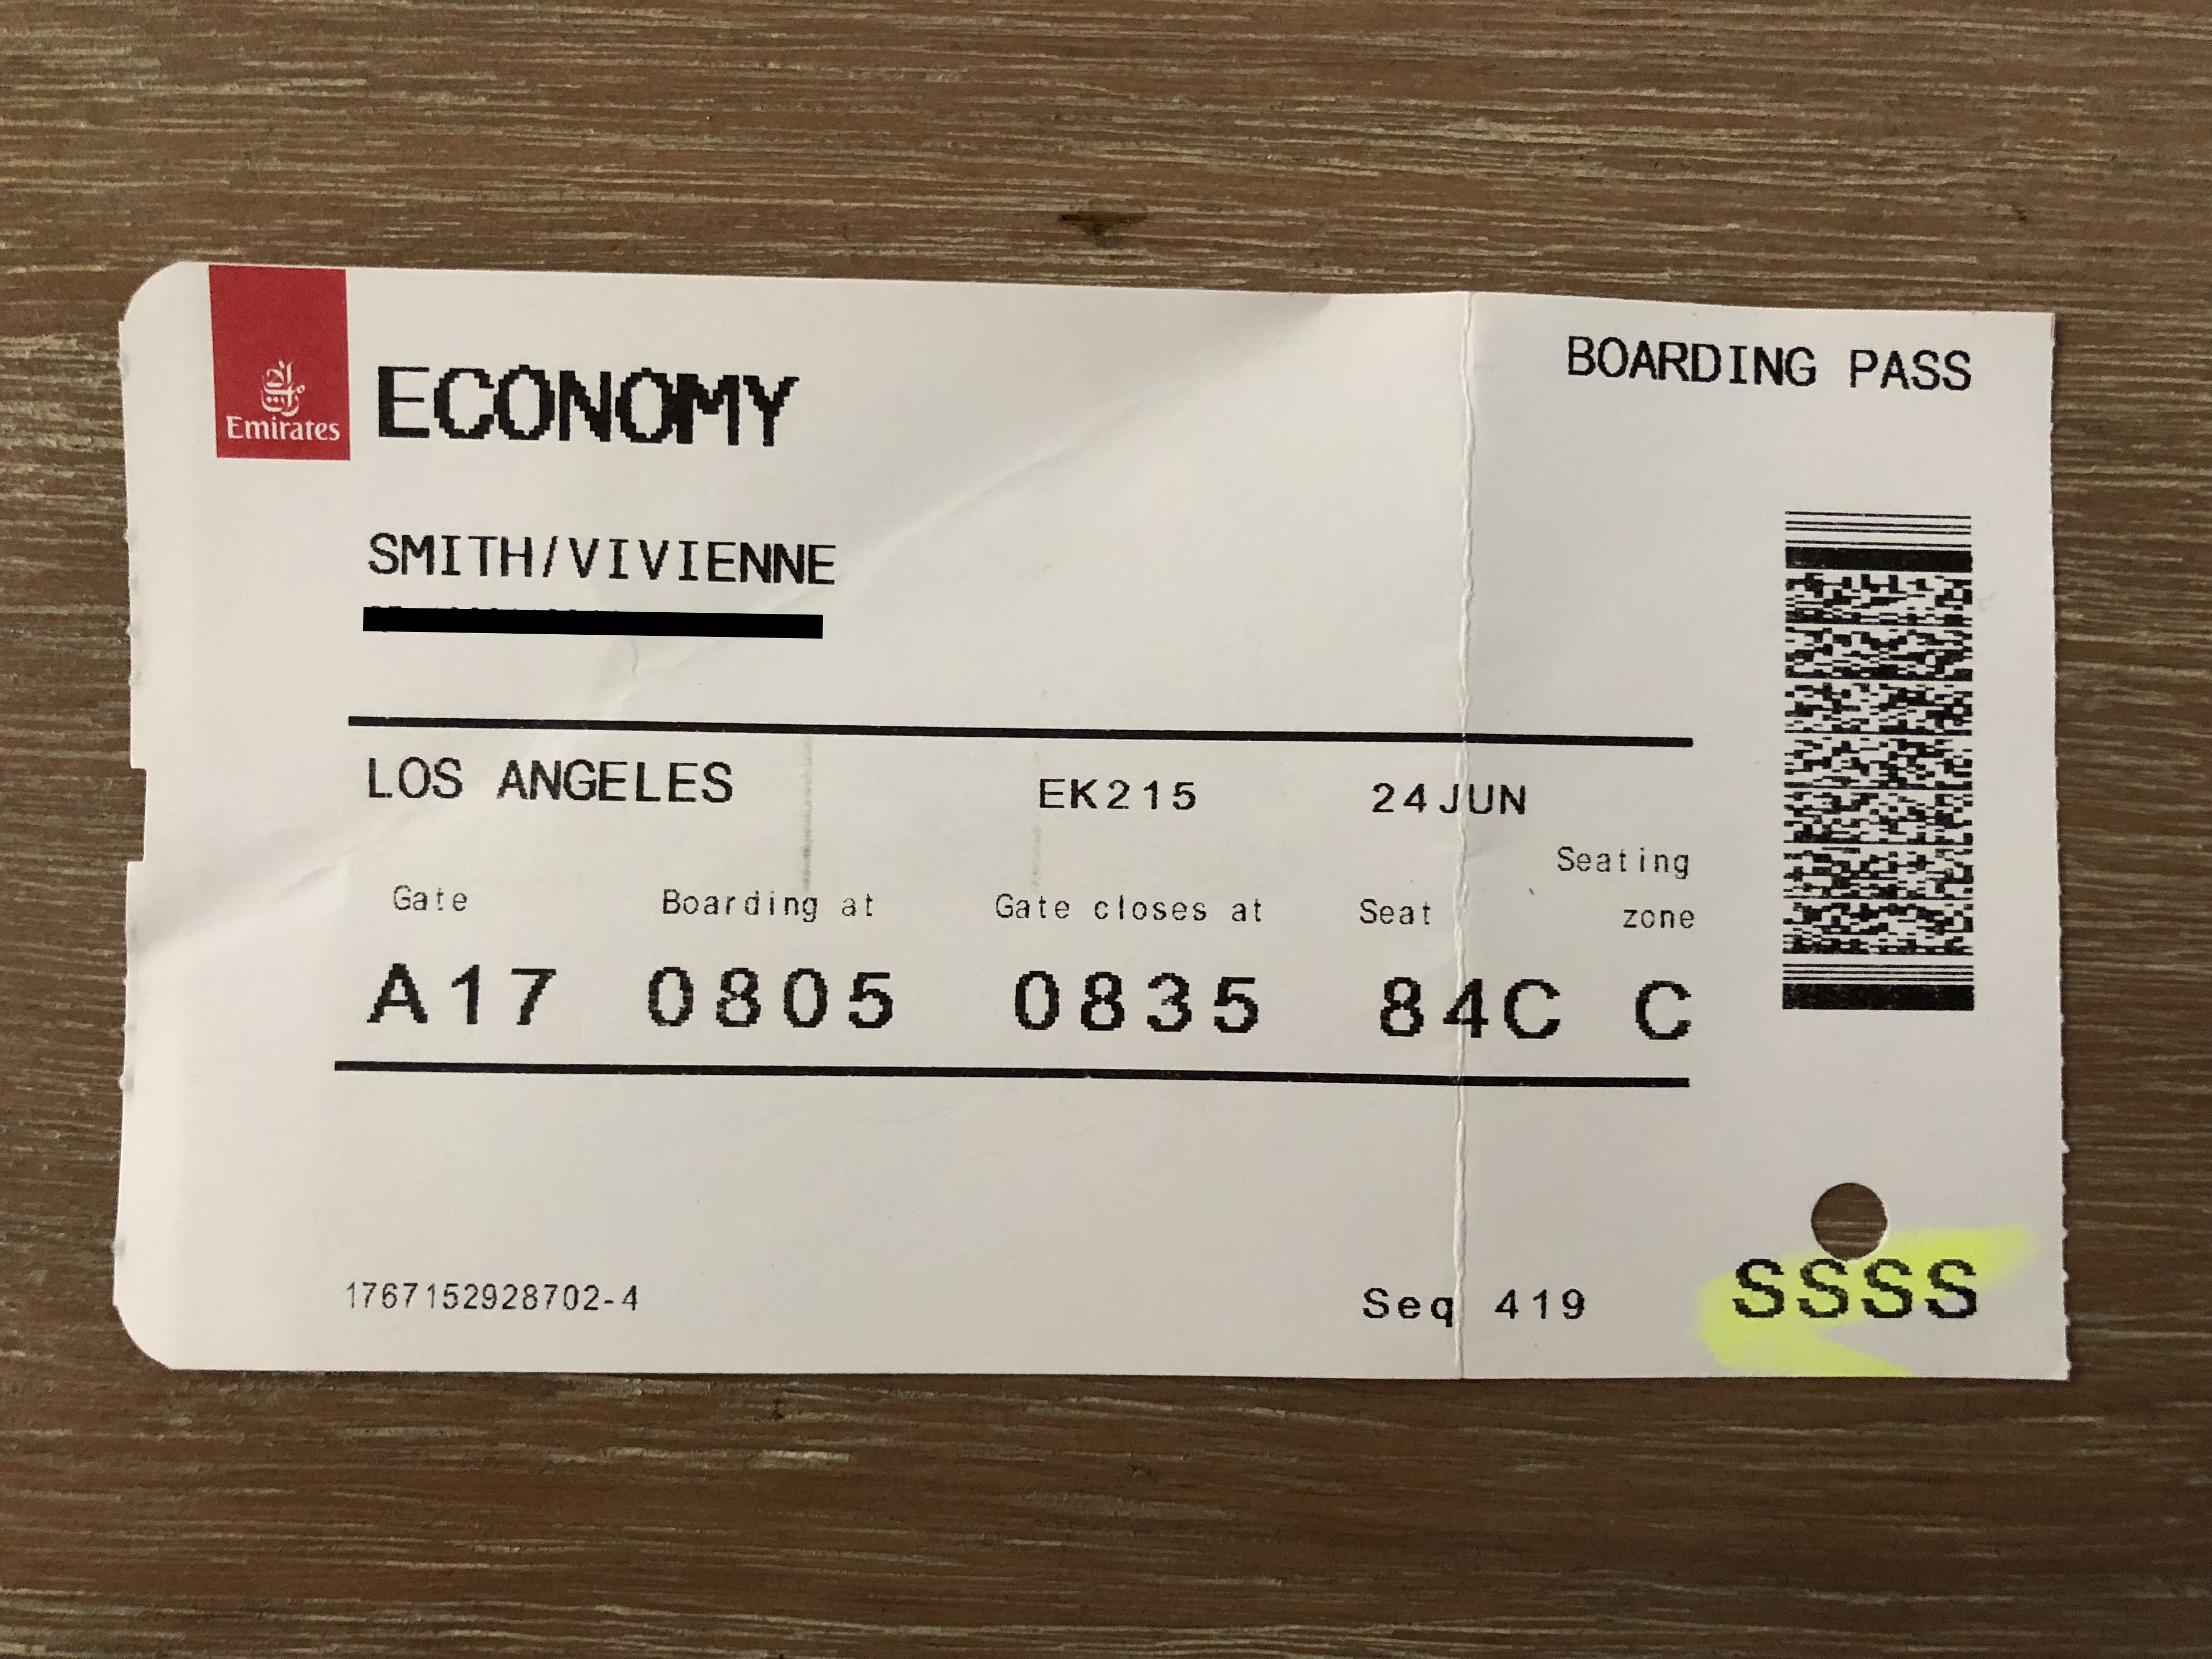 ECONOMY
BOARDING PASS
Emirates
SMITH/VIVIENNE
LOS ANGELES EK215 24JUN
Gate Boarding at Gate closes at Seat Seating zone
A17 0805 0835 84C C
1767152928702-4 Seq 419 SSSS